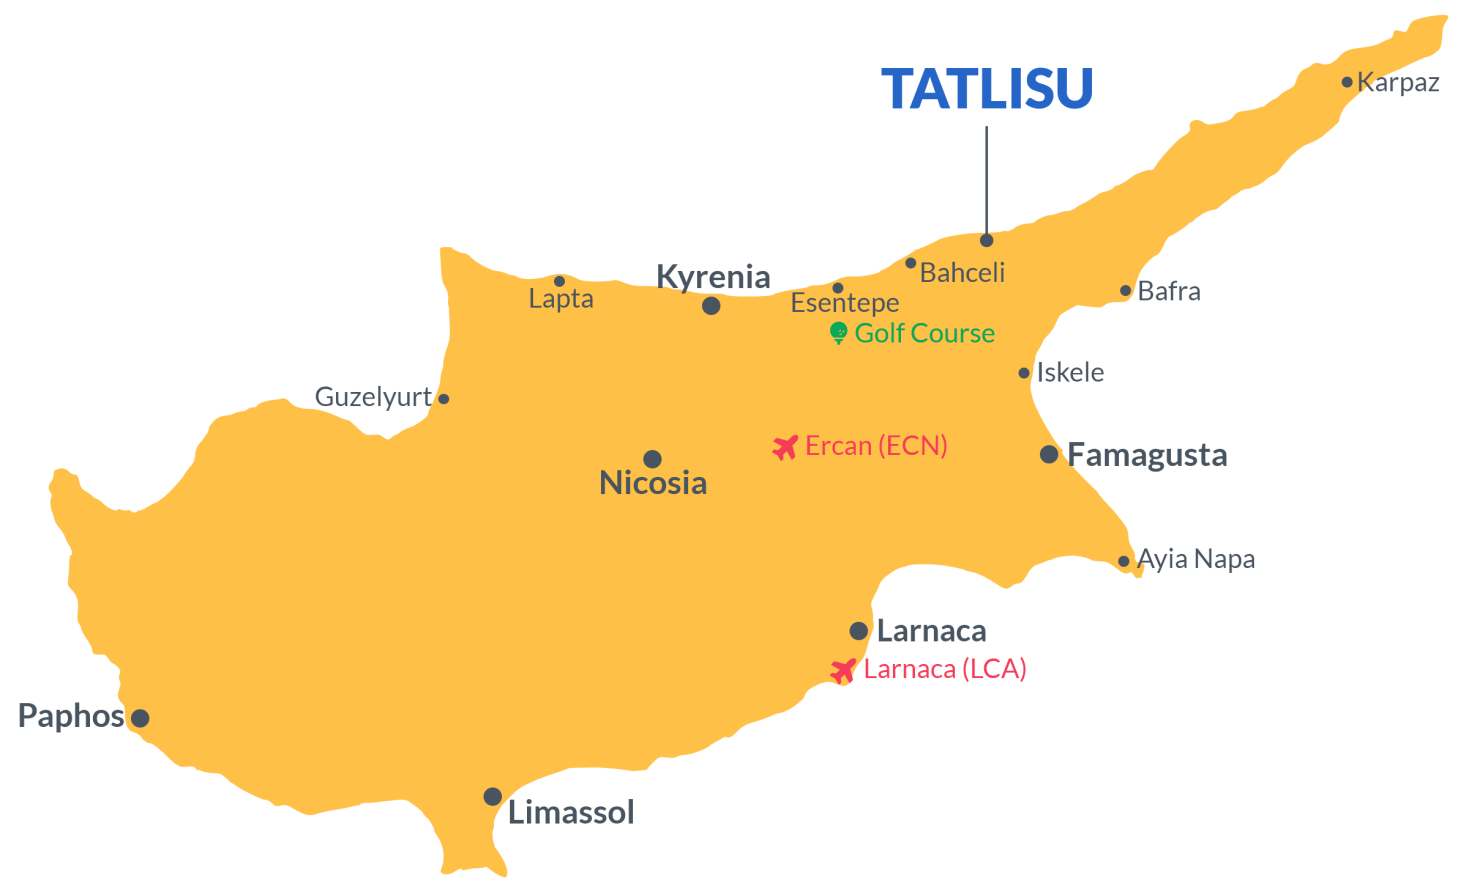 TATLISU
Karpaz
Kyrenia
Bahceli
Lapta
Esentepe
Bafra
Golf Course
Iskele
Guzelyurt
Ercan (ECN)
Famagusta
Nicosia
Ayia Napa
Larnaca
Larnaca (LCA)
Paphos
Limassol